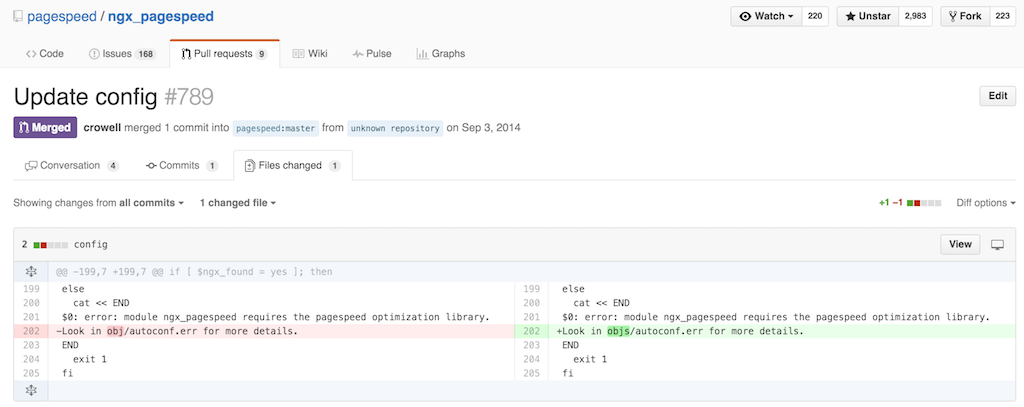 pagespeed / ngx_pagespeed
Watch 220 Unstar 2,983 Fork 223
Code Issues 168 Pull requests 9 Wiki Pulse Graphs
Update config #789
Edit
Merged crowell merged 1 commit into pagespeed:master from unknown repository on Sep 3, 2014
Conversation 4 Commits 1 Files changed 1
Showing changes from all commits 1 changed file +1 −1 Diff options
2 config View
@@ -199,7 +199,7 @@ if [ $ngx_found = yes ]; then
199 else 199 else
200 cat << END 200 cat << END
201 $0: error: module ngx_pagespeed requires the pagespeed optimization library. 201 $0: error: module ngx_pagespeed requires the pagespeed optimization library.
202 -Look in obj/autoconf.err for more details. 202 +Look in objs/autoconf.err for more details.
203 END 203 END
204 exit 1 204 exit 1
205 fi 205 fi